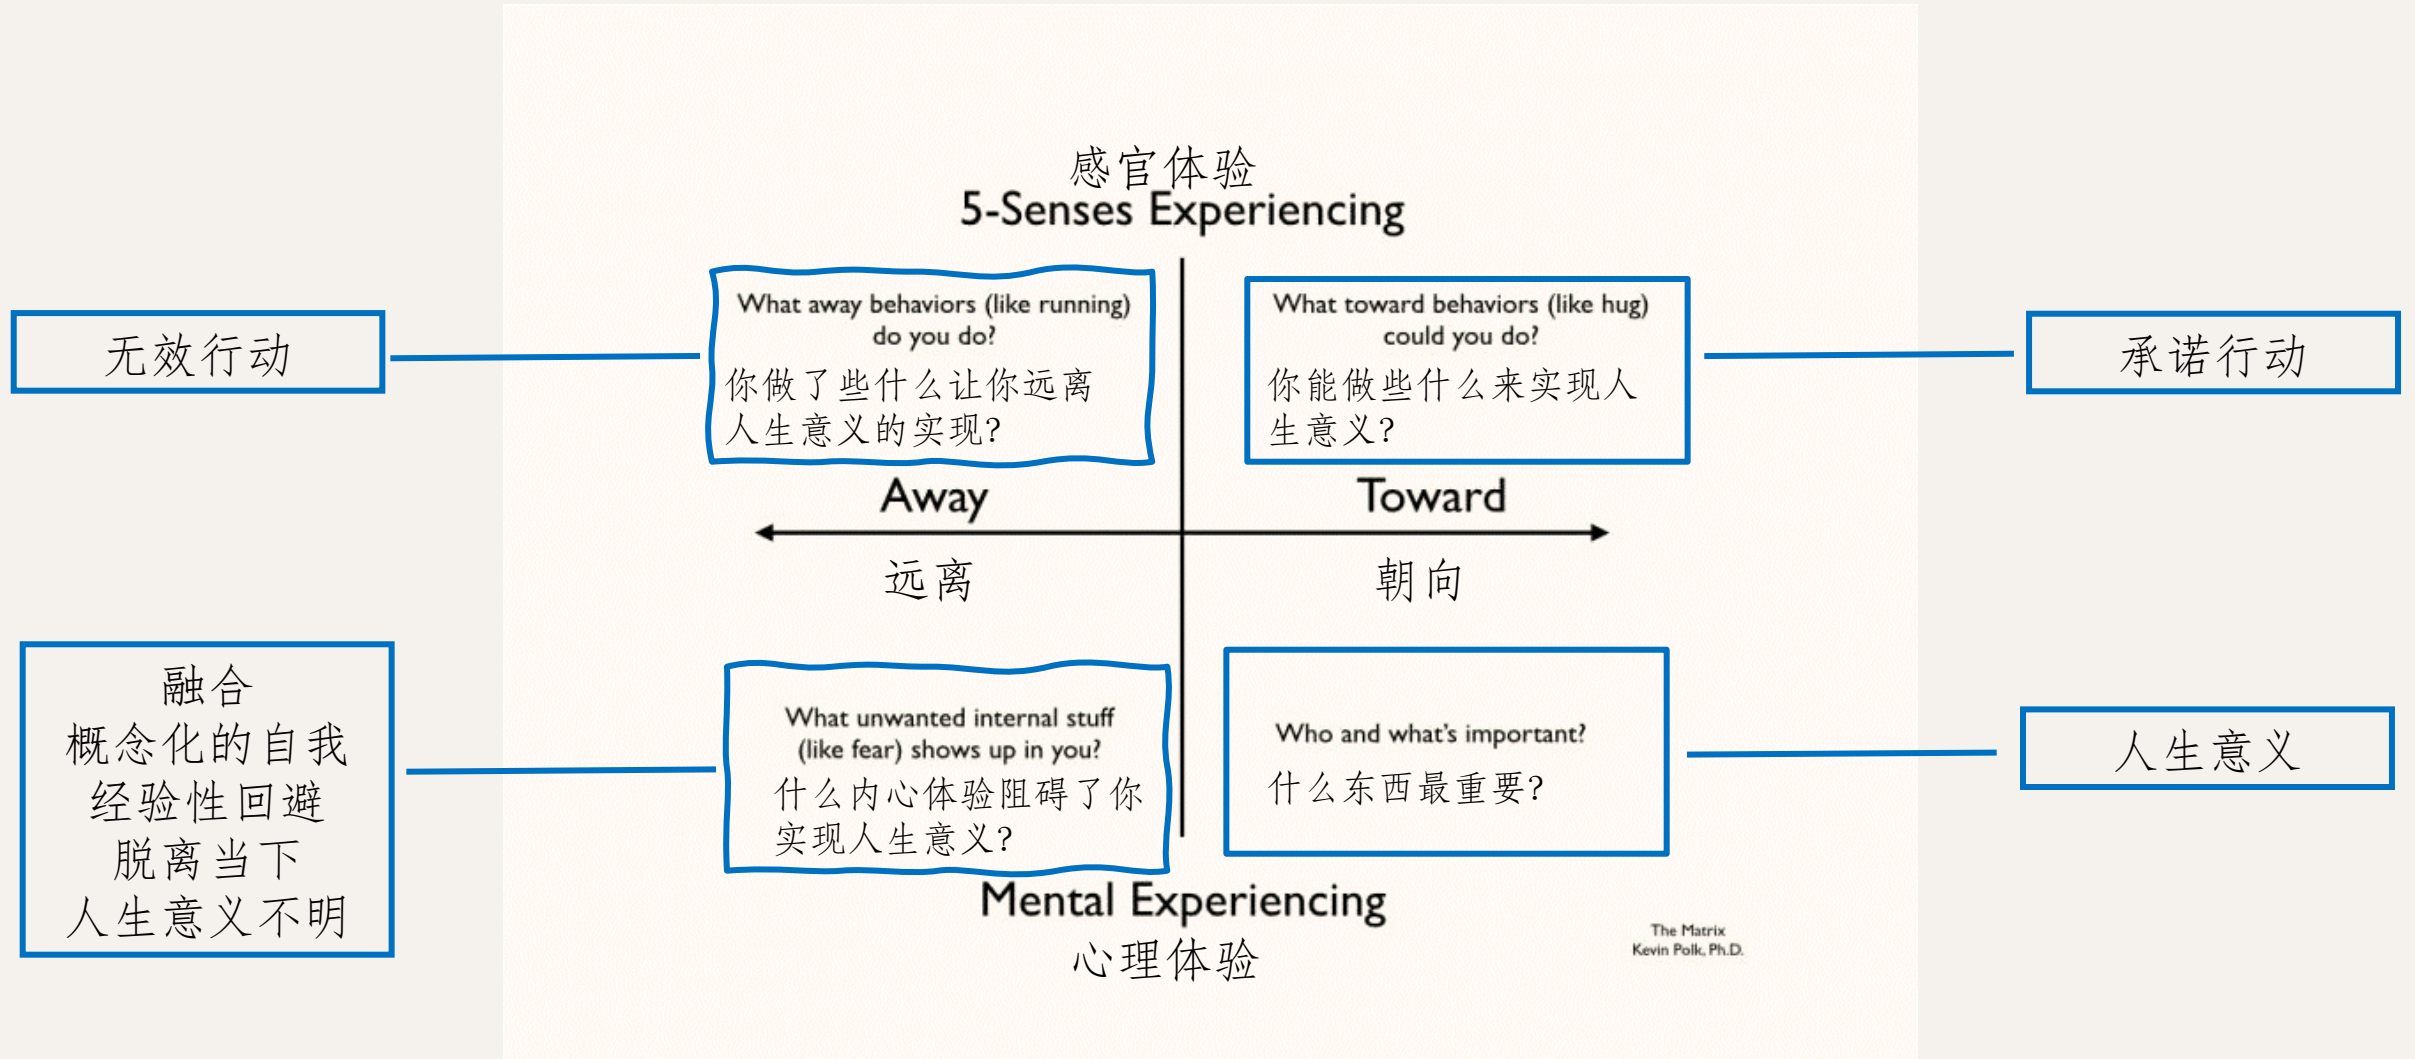 感官体验
5-Senses Experiencing
What away behaviors (like running)
do you do?
你做了些什么让你远离
人生意义的实现?
What toward behaviors (like hug)
could you do?
你能做些什么来实现人
生意义?
无效行动
承诺行动
Away
Toward
远离
朝向
融合
概念化的自我
经验性回避
脱离当下
人生意义不明
What unwanted internal stuff
(like fear) shows up in you?
什么内心体验阻碍了你
实现人生意义?
Who and what's important?
什么东西最重要?
人生意义
Mental Experiencing
心理体验
The Matrix
Kevin Polk, Ph.D.